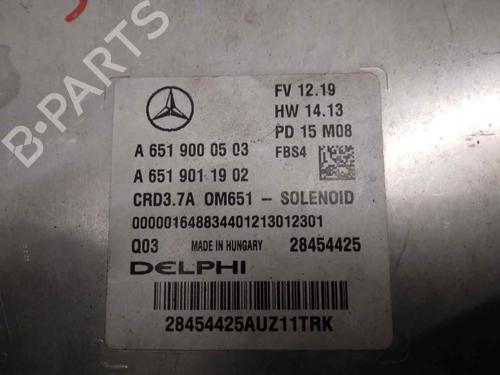 FV 12.19
HW 14.13
PD 15 M08
A 651 900 05 03 FBS4
A 651 901 19 02
CRD3.7A OM651 - SOLENOID
000001648834401213012301
Q03 MADE IN HUNGARY 28454425
DELPHI
28454425AUZ11TRK
B-PARTS